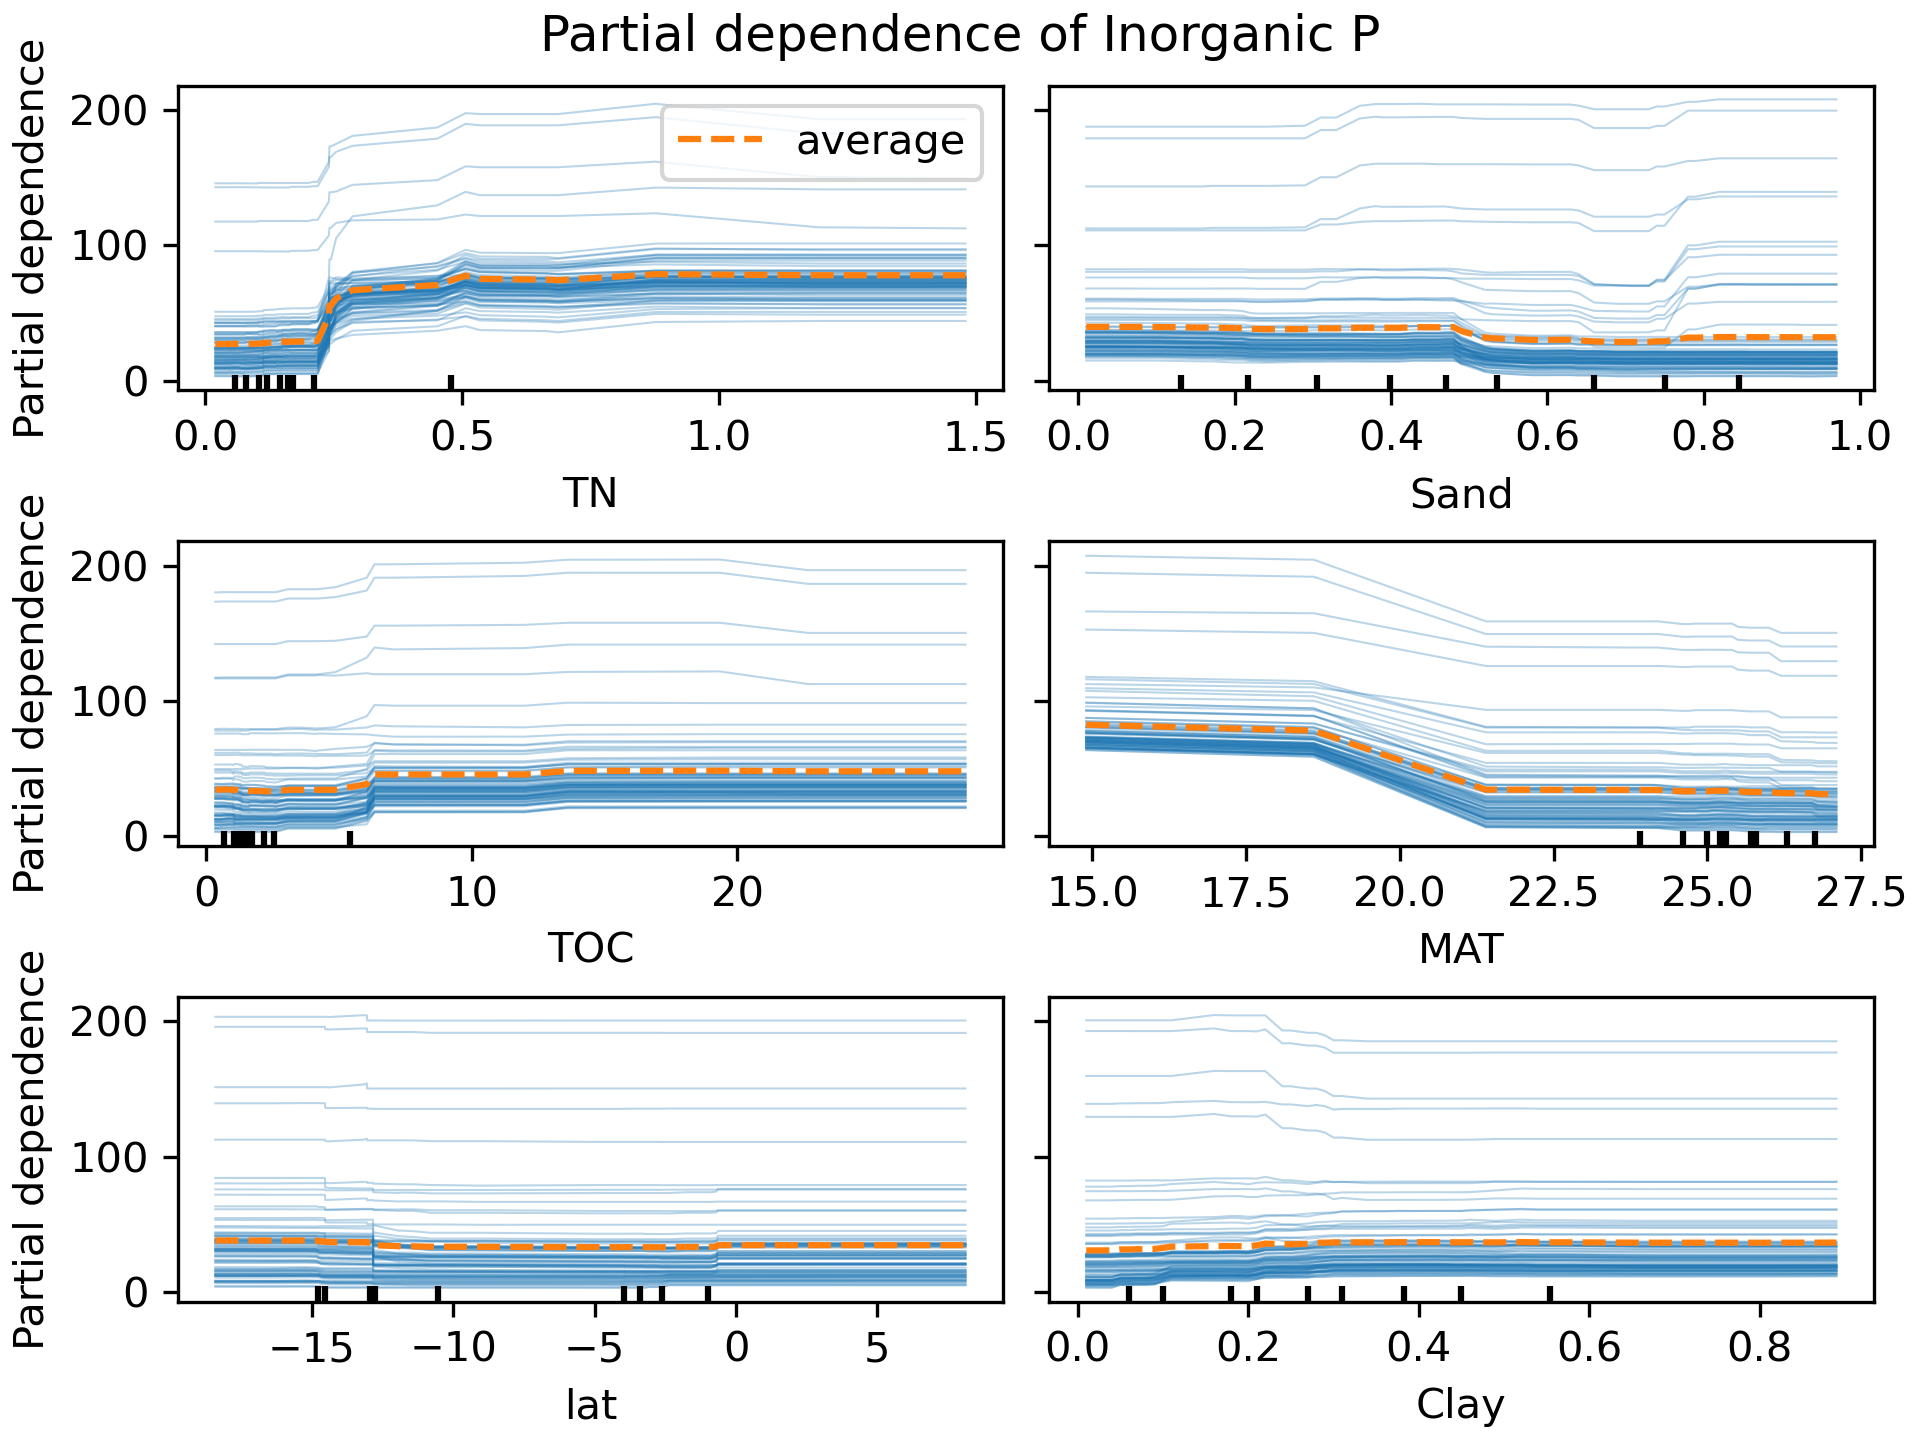 Partial dependence of Inorganic P
Partial dependence
200
100
0
average
0.0 0.5 1.0 1.5
TN
0.0 0.2 0.4 0.6 0.8 1.0
Sand
Partial dependence
200
100
0
0 10 20
TOC
15.0 17.5 20.0 22.5 25.0 27.5
MAT
Partial dependence
200
100
0
−15 −10 −5 0 5
lat
0.0 0.2 0.4 0.6 0.8
Clay